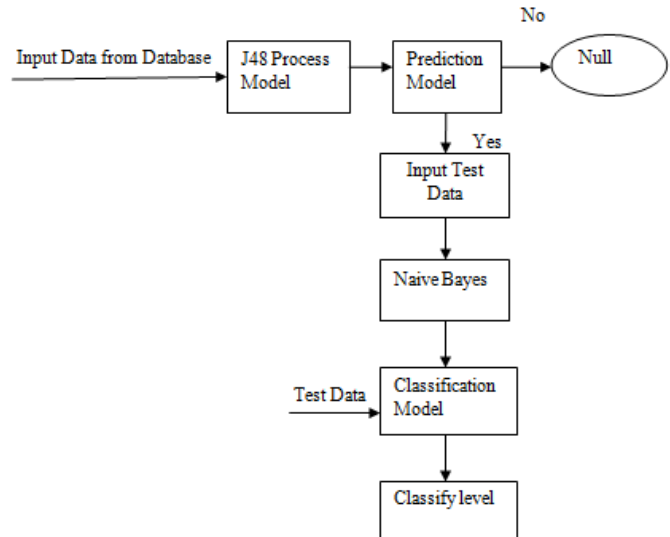 No
Input Data from Database
J48 Process
Model
Prediction
Model
Null
Yes
Input Test
Data
Naive Bayes
Test Data
Classification
Model
Classify level